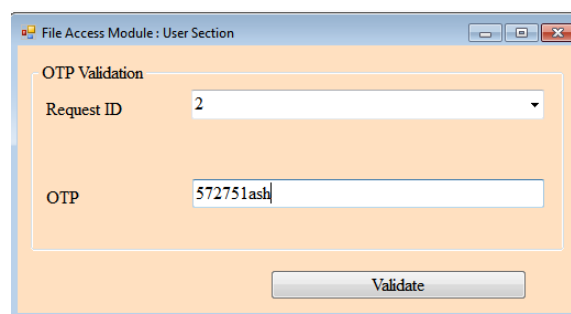 File Access Module : User Section
OTP Validation
Request ID 2
OTP 572751ash
Validate